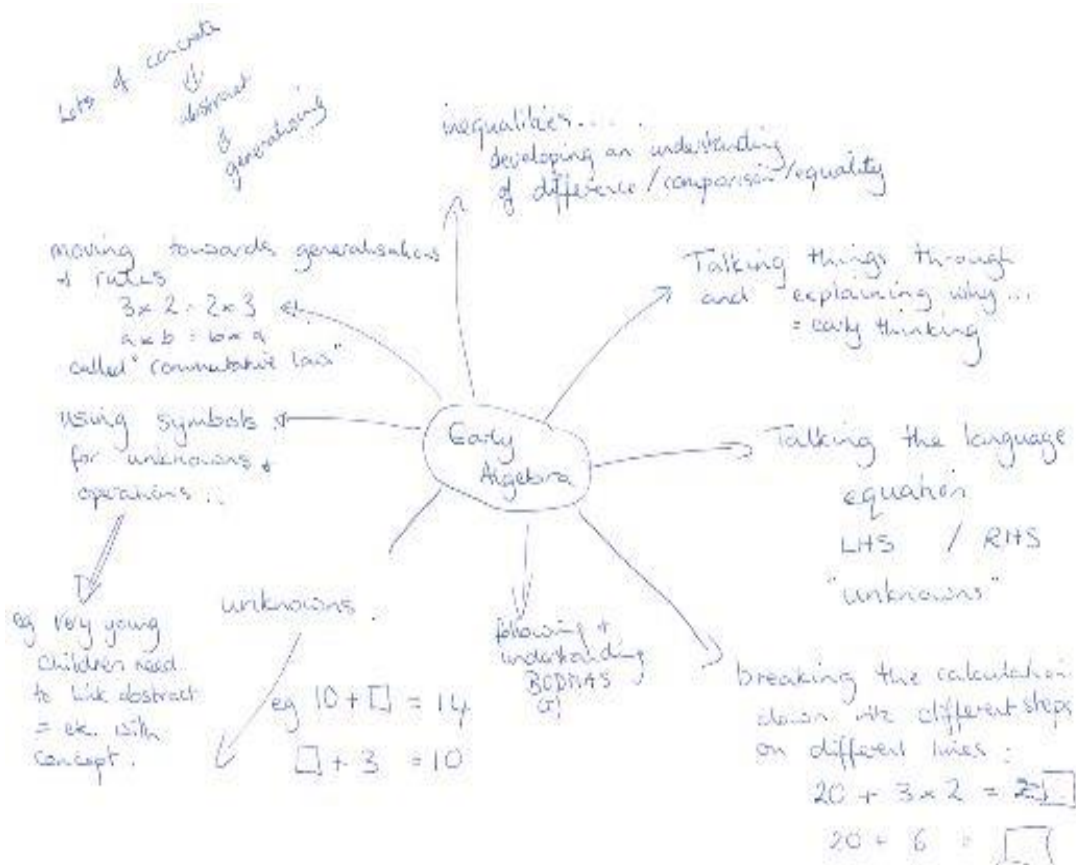 Lots of concrete
⇓
abstract
⇓
generalising
inequalities.....
developing an understanding
of difference/comparison/equality
moving towards generalisations
+ rules
3 × 2 = 2 × 3
a × b = b × a
called "commutative law"
Talking things through
and explaining why...
= early thinking
using symbols
for unknowns +
operations...
Early
Algebra
Talking the language
equation
LHS / RHS
"unknowns"
eg very young
children need
to link abstract
= etc. with
concept.
unknowns
eg 10 + □ = 14
□ + 3 = 10
following +
understanding
BODMAS
breaking the calculation
down into different steps
on different lines:
20 + 3 × 2 = □
20 + 6 = □